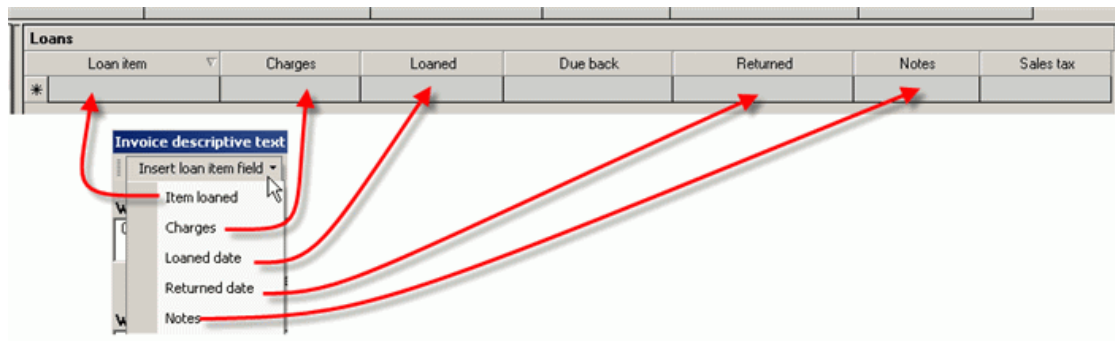 Loans
Loan item Charges Loaned Due back Returned Notes Sales tax
Invoice descriptive text
Insert loan item field
Item loaned
Charges
Loaned date
Returned date
Notes